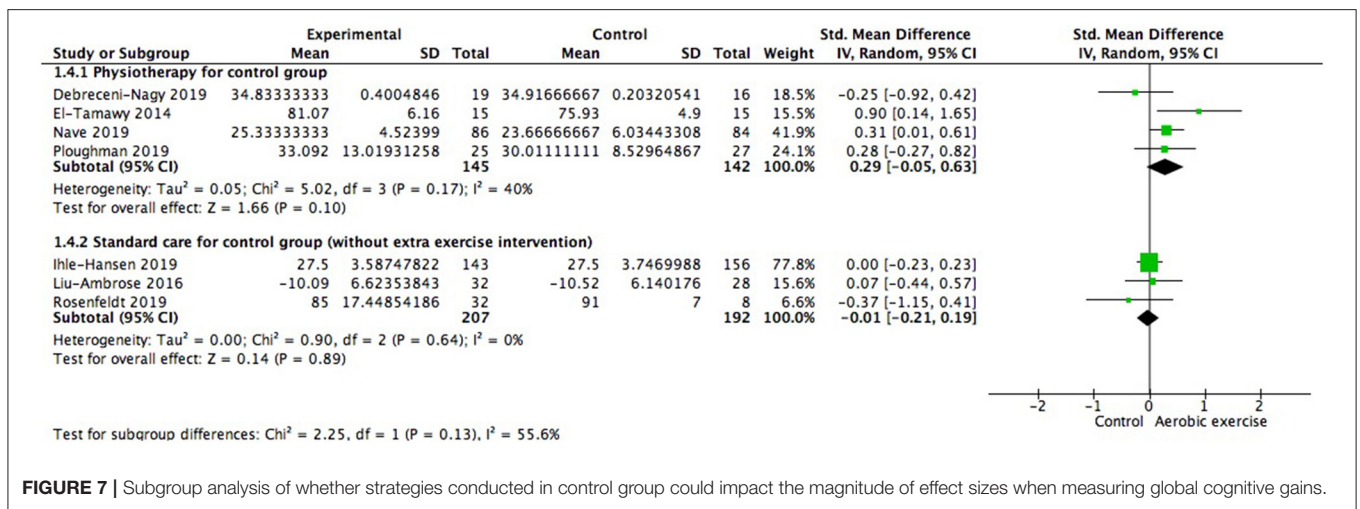 Experimental Control Std. Mean Difference Std. Mean Difference
Study or Subgroup Mean SD Total Mean SD Total Weight IV, Random, 95% CI IV, Random, 95% CI
1.4.1 Physiotherapy for control group
Debreceni-Nagy 2019 34.83333333 0.4004846 19 34.91666667 0.20320541 16 18.5% -0.25 [-0.92, 0.42]
El-Tamawy 2014 81.07 6.16 15 75.93 4.9 15 15.5% 0.90 [0.14, 1.65]
Nave 2019 25.33333333 4.52399 86 23.66666667 6.03443308 84 41.9% 0.31 [0.01, 0.61]
Ploughman 2019 33.092 13.01931258 25 30.01111111 8.52964867 27 24.1% 0.28 [-0.27, 0.82]
Subtotal (95% CI) 145 142 100.0% 0.29 [-0.05, 0.63]
Heterogeneity: Tau² = 0.05; Chi² = 5.02, df = 3 (P = 0.17); I² = 40%
Test for overall effect: Z = 1.66 (P = 0.10)
1.4.2 Standard care for control group (without extra exercise intervention)
Ihle-Hansen 2019 27.5 3.58747822 143 27.5 3.7469988 156 77.8% 0.00 [-0.23, 0.23]
Liu-Ambrose 2016 -10.09 6.62353843 32 -10.52 6.140176 28 15.6% 0.07 [-0.44, 0.57]
Rosenfeldt 2019 85 17.44854186 32 91 7 8 6.6% -0.37 [-1.15, 0.41]
Subtotal (95% CI) 207 192 100.0% -0.01 [-0.21, 0.19]
Heterogeneity: Tau² = 0.00; Chi² = 0.90, df = 2 (P = 0.64); I² = 0%
Test for overall effect: Z = 0.14 (P = 0.89)
-2 -1 0 1 2
Control Aerobic exercise
Test for subgroup differences: Chi² = 2.25, df = 1 (P = 0.13), I² = 55.6%
FIGURE 7 | Subgroup analysis of whether strategies conducted in control group could impact the magnitude of effect sizes when measuring global cognitive gains.